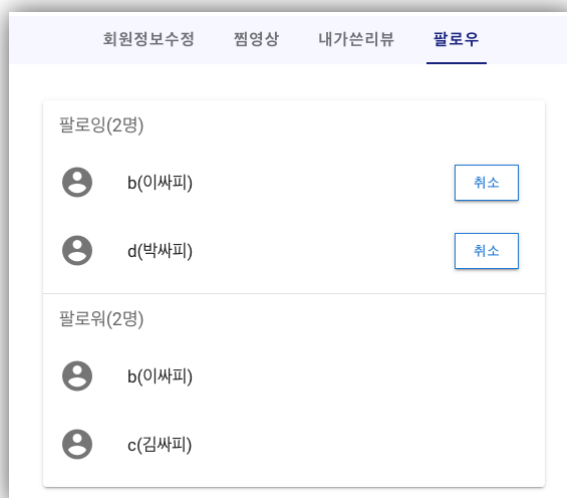 회원정보수정 찜영상 내가쓴리뷰 팔로우
팔로잉(2명)
b(이싸피) 취소
d(박싸피) 취소
팔로워(2명)
b(이싸피)
c(김싸피)